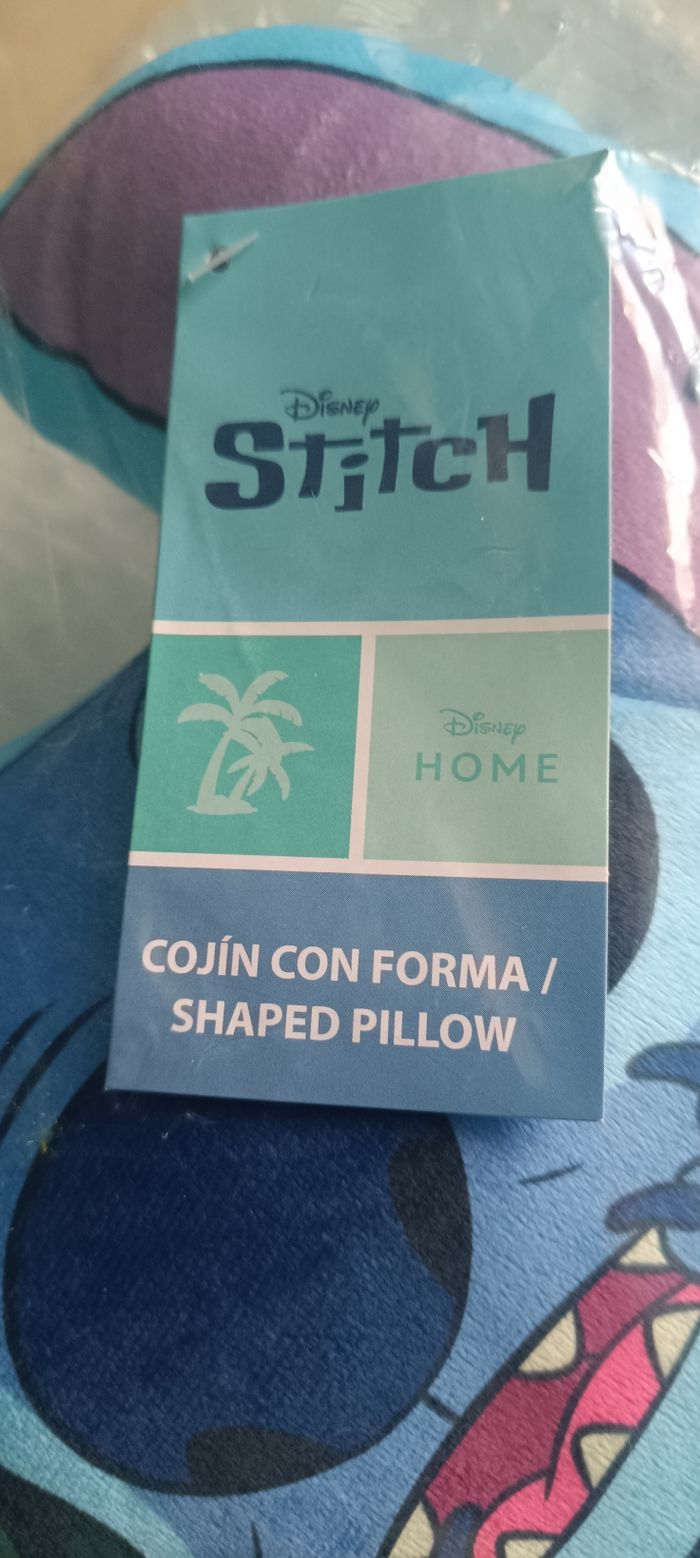 Disney
Stitch
Disney
HOME
COJÍN CON FORMA /
SHAPED PILLOW